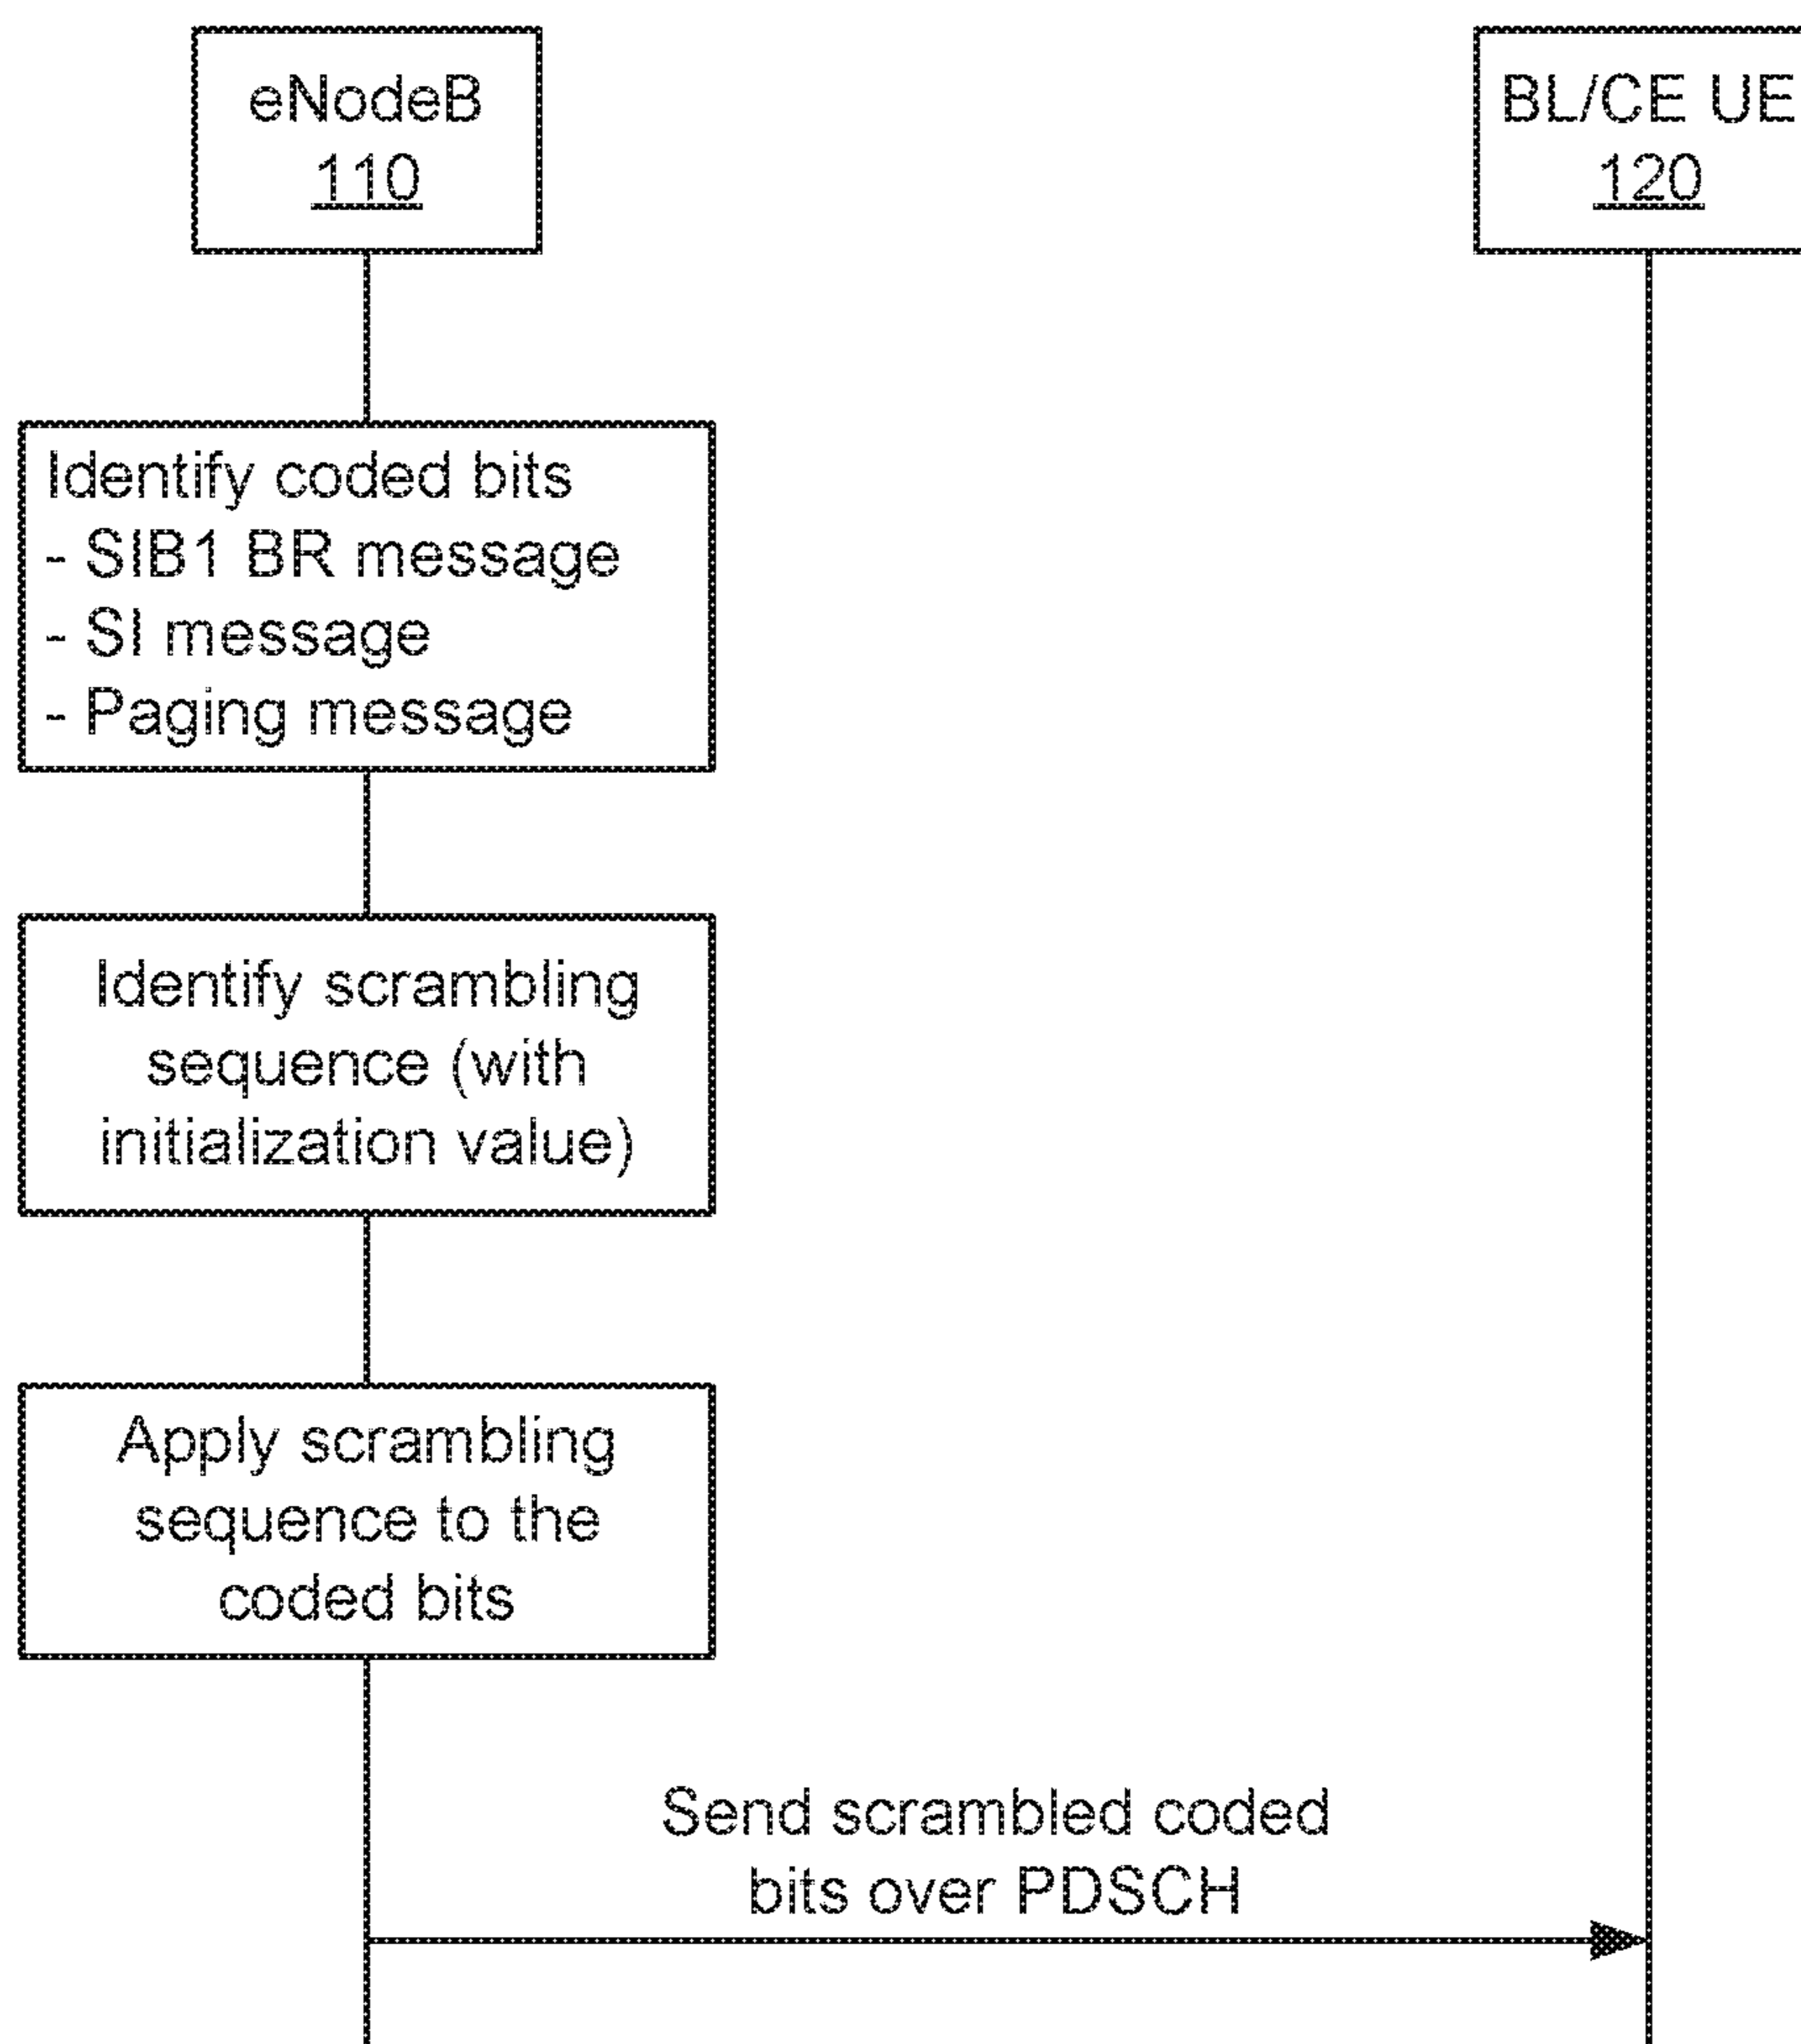 eNodeB
110
BL/CE UE
120
Identify coded bits
- SIB1 BR message
- SI message
- Paging message
Identify scrambling
sequence (with
initialization value)
Apply scrambling
sequence to the
coded bits
Send scrambled coded
bits over PDSCH